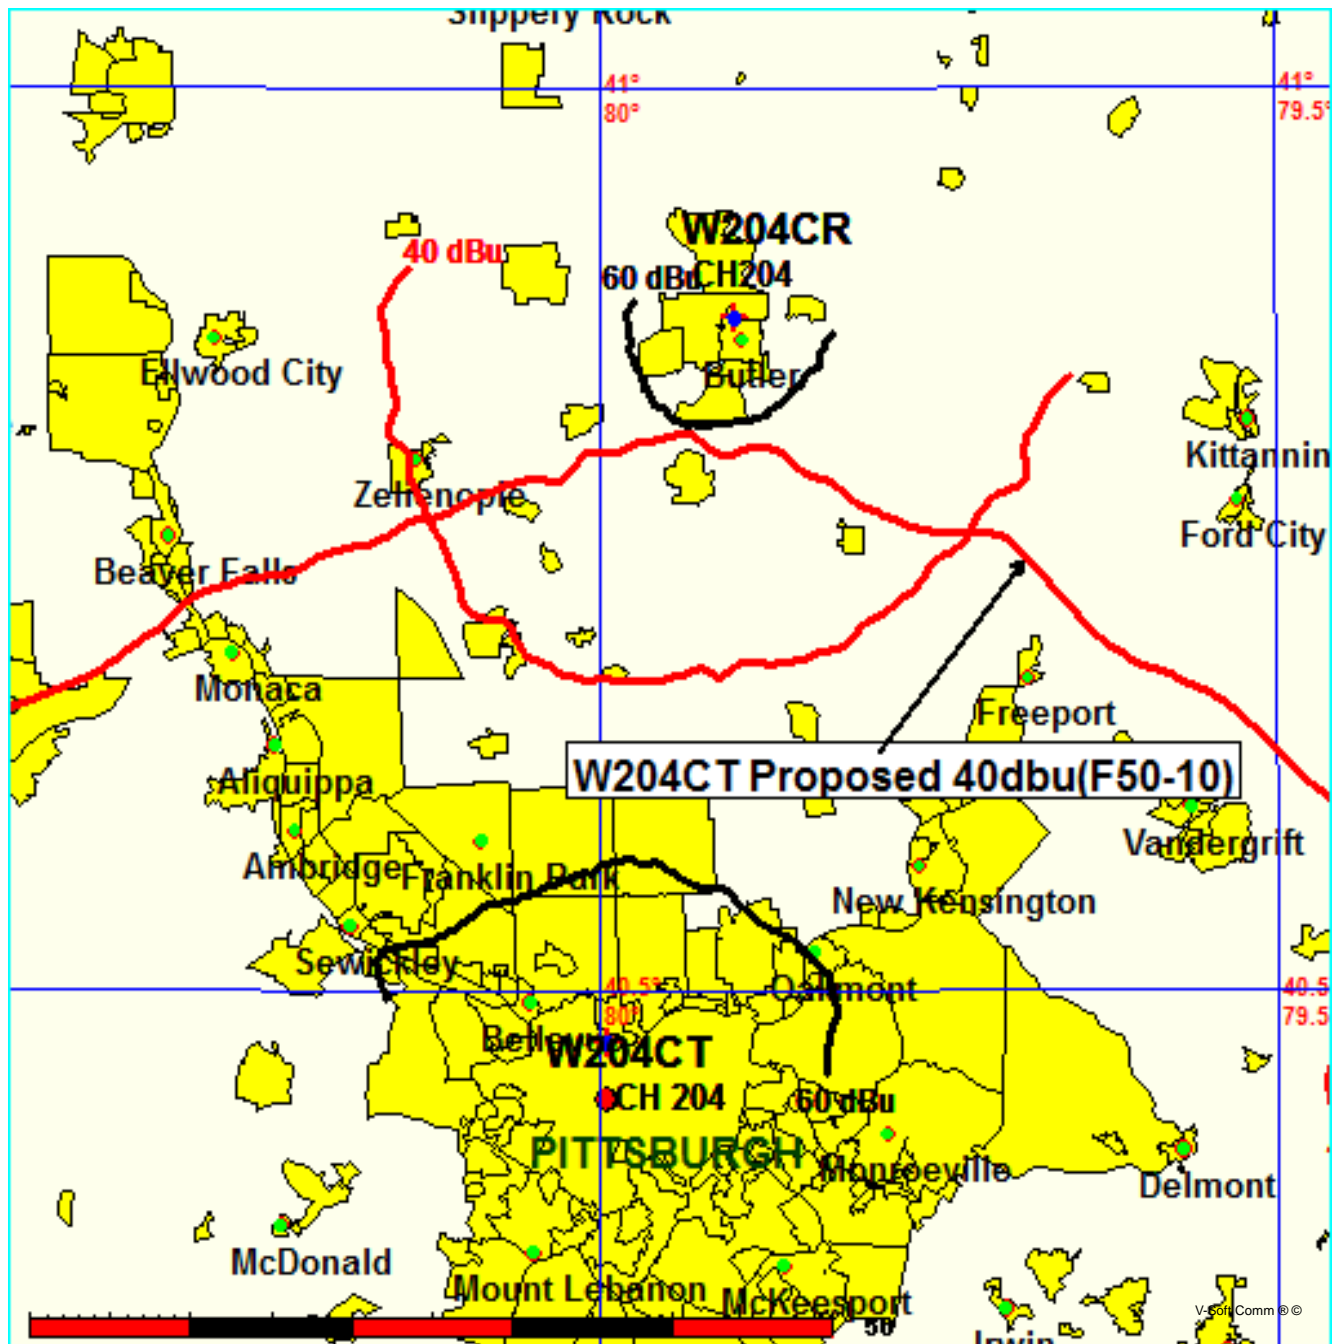 Slippery Rock
41°
80°
41°
79.5°
W204CR
40 dBu
60 dBu
CH204
Ellwood City
Butler
Kittannin
Zelienople
Ford City
Beaver Falls
Monaca
Freeport
W204CT Proposed 40dbu(F50-10)
Aliquippa
Vandergrift
Ambridge
Franklin Park
New Kensington
Sewickley
Oakmont
40.5°
80°
40.5
79.5
Bellevue
W204CT
CH 204
60 dBu
PITTSBURGH
Monroeville
Delmont
McDonald
Mount Lebanon
McKeesport
V-Soft Comm ® ©
50
Irwin